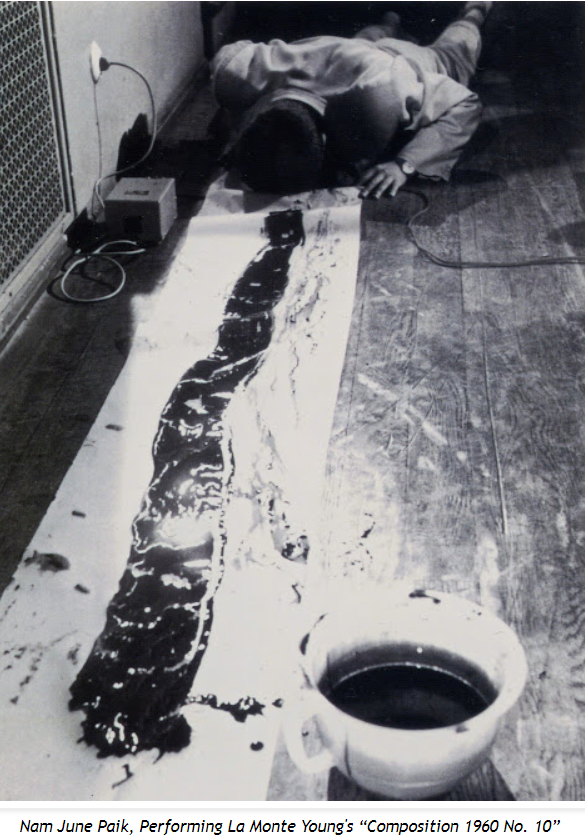 Nam June Paik, Performing La Monte Young's “Composition 1960 No. 10”